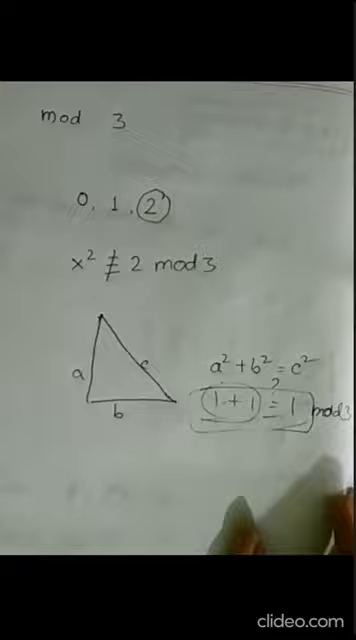 mod 3
0, 1, 2
x² ≢ 2 mod 3
a
c
b
a² + b² = c²
?
1 + 1 = 1 mod 3
clideo.com